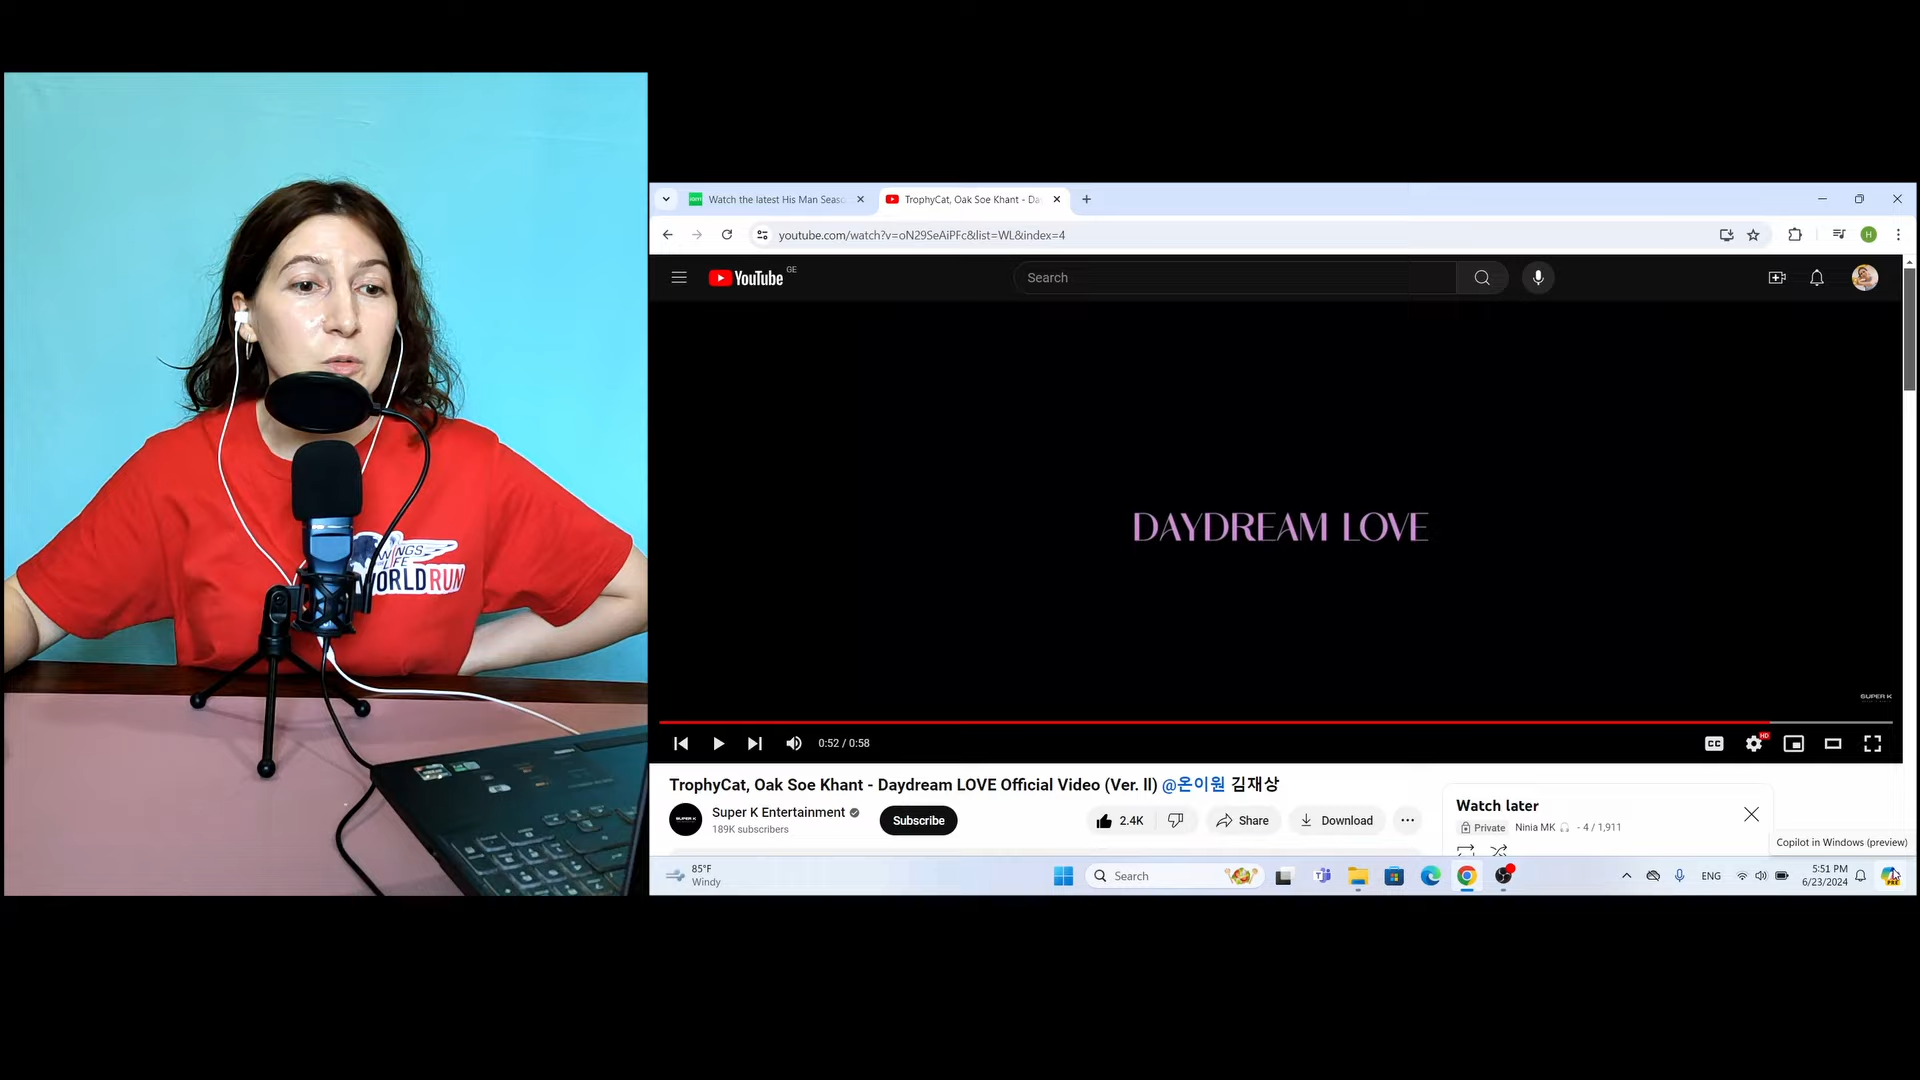 Watch the latest His Man Seas
TrophyCat, Oak Soe Khant - Da
youtube.com/watch?v=oN29SeAiPFc&list=WL&index=4
YouTube GE
Search
H
DAYDREAM LOVE
SUPER K
WINGS
LIFE
WORLD RUN
0:52 / 0:58
CC
HD
TrophyCat, Oak Soe Khant - Daydream LOVE Official Video (Ver. ll) @온이원 김재상
SUPER K
Super K Entertainment
189K subscribers
Subscribe
2.4K
Share
Download
Watch later
Private Ninia MK - 4 / 1,911
Copilot in Windows (preview)
85°F
Windy
Search
ENG
5:51 PM
6/23/2024
PRE